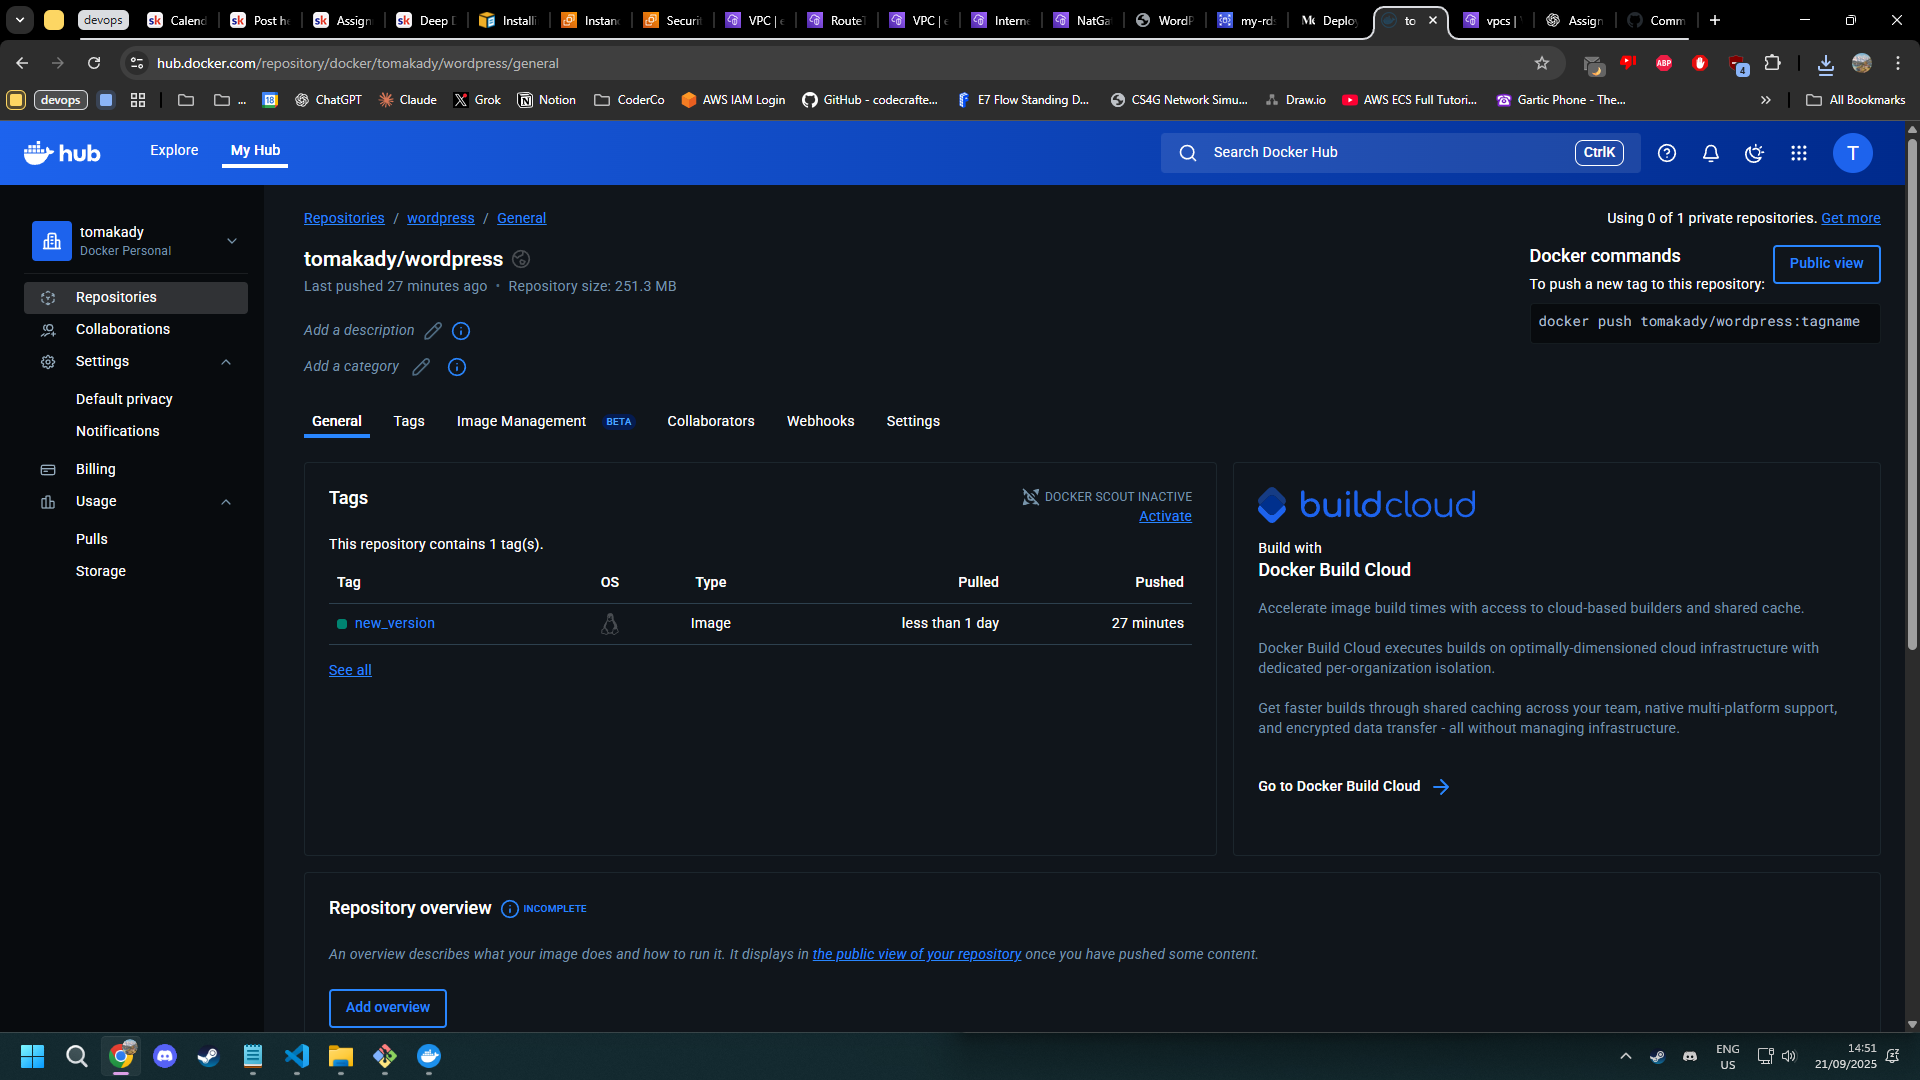 devops
Calend
Post he
Assign
Deep D
Installi
Instanc
Securit
VPC | e
RouteT
VPC | e
Interne
NatGat
WordP
my-rds
Deploy
to
vpcs |
Assign
Comm
hub.docker.com/repository/docker/tomakady/wordpress/general
ABP
4
devops
...
18
ChatGPT
Claude
Grok
Notion
CoderCo
AWS IAM Login
GitHub - codecrafte...
E7 Flow Standing D...
CS4G Network Simu...
Draw.io
AWS ECS Full Tutori...
Gartic Phone - The...
All Bookmarks
hub
Explore
My Hub
Search Docker Hub
CtrlK
T
tomakady
Docker Personal
Repositories
Collaborations
Settings
Default privacy
Notifications
Billing
Usage
Pulls
Storage
Repositories / wordpress / General
Using 0 of 1 private repositories. Get more
tomakady/wordpress
Last pushed 27 minutes ago • Repository size: 251.3 MB
Add a description
Add a category
Docker commands
Public view
To push a new tag to this repository:
docker push tomakady/wordpress:tagname
General
Tags
Image Management BETA
Collaborators
Webhooks
Settings
Tags
DOCKER SCOUT INACTIVE
Activate
This repository contains 1 tag(s).
Tag OS Type Pulled Pushed
new_version Image less than 1 day 27 minutes
See all
buildcloud
Build with
Docker Build Cloud
Accelerate image build times with access to cloud-based builders and shared cache.
Docker Build Cloud executes builds on optimally-dimensioned cloud infrastructure with
dedicated per-organization isolation.
Get faster builds through shared caching across your team, native multi-platform support,
and encrypted data transfer - all without managing infrastructure.
Go to Docker Build Cloud
Repository overview
INCOMPLETE
An overview describes what your image does and how to run it. It displays in the public view of your repository once you have pushed some content.
Add overview
ENG
US
14:51
21/09/2025